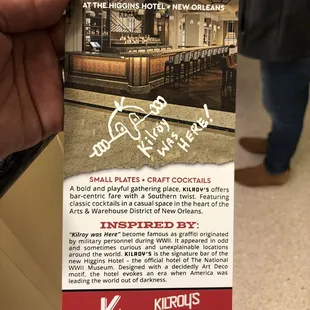 AT THE HIGGINS HOTEL • NEW ORLEANS
Kilroy
WAS
HERE!
SMALL PLATES • CRAFT COCKTAILS
A bold and playful gathering place, KILROY'S offers
bar-centric fare with a Southern twist. Featuring
classic cocktails in a casual space in the heart of the
Arts & Warehouse District of New Orleans.
INSPIRED BY:
"Kilroy was Here" become famous as graffiti originated
by military personnel during WWII. It appeared in odd
and sometimes curious and unexplainable locations
around the world. KILROY'S is the signature bar of the
new Higgins Hotel - the official hotel of The National
WWII Museum. Designed with a decidedly Art Deco
motif, the hotel evokes an era when America was
leading the world out of darkness.
KILROYS